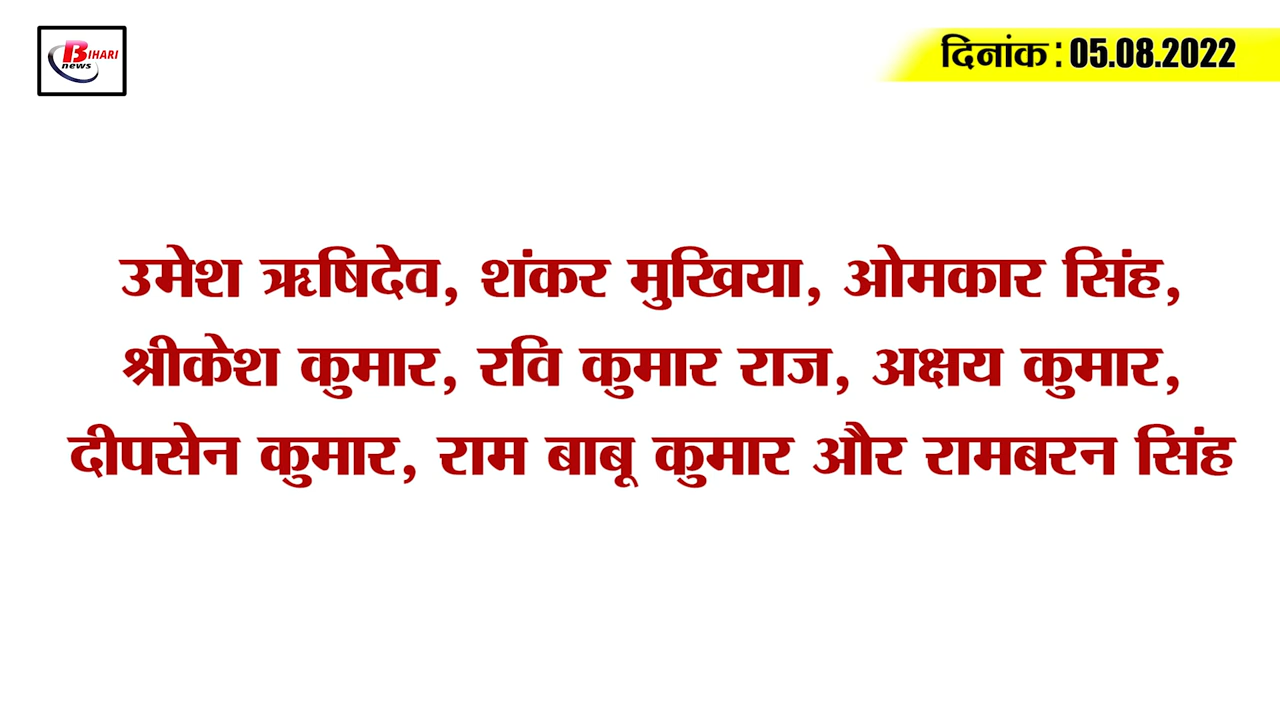 BIHARI
news
दिनांक : 05.08.2022
उमेश ऋषिदेव, शंकर मुखिया, ओमकार सिंह,
श्रीकेश कुमार, रवि कुमार राज, अक्षय कुमार,
दीपसेन कुमार, राम बाबू कुमार और रामबरन सिंह